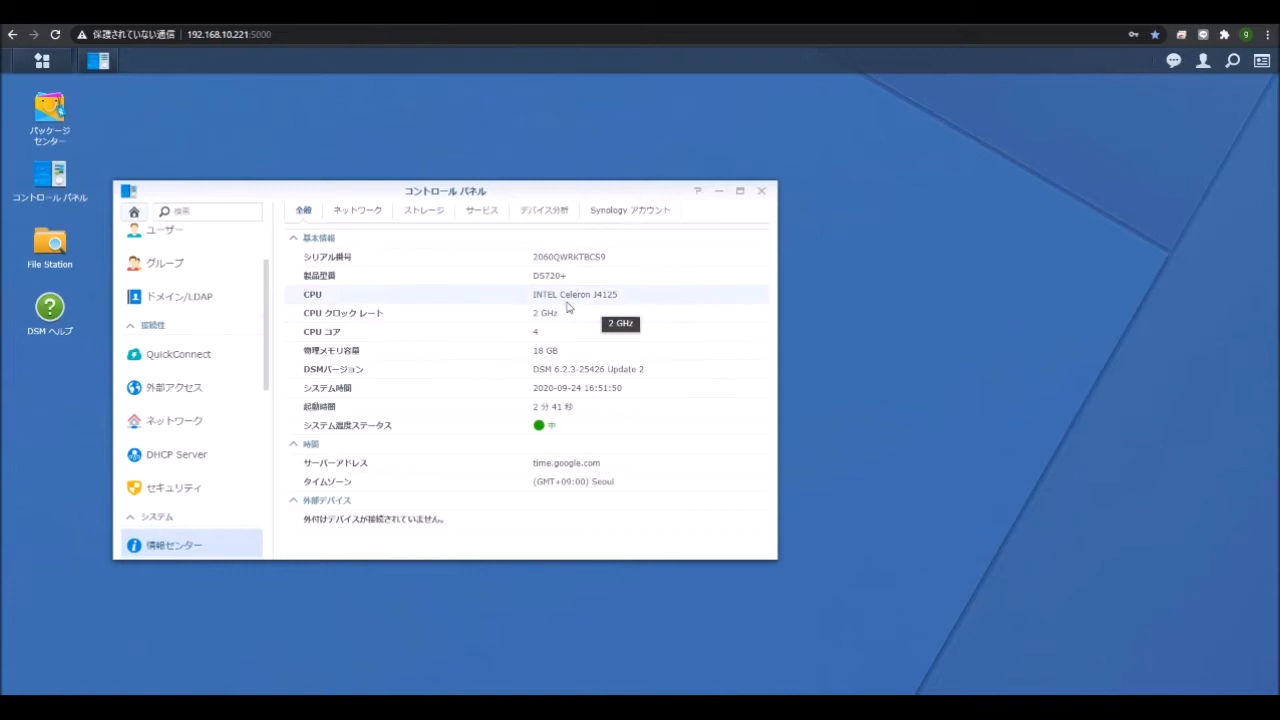 保護されていない通信 192.168.10.221:5000
g
パッケージ
センター
コントロール パネル
File Station
DSM ヘルプ
コントロール パネル
検索
ユーザー
グループ
ドメイン/LDAP
接続性
QuickConnect
外部アクセス
ネットワーク
DHCP Server
セキュリティ
システム
情報センター
全般 ネットワーク ストレージ サービス デバイス分析 Synology アカウント
基本情報
シリアル番号 2060QWRKTBCS9
製品型番 DS720+
CPU INTEL Celeron J4125
CPU クロック レート 2 GHz
2 GHz
CPU コア 4
物理メモリ容量 18 GB
DSMバージョン DSM 6.2.3-25426 Update 2
システム時間 2020-09-24 16:51:50
起動時間 2 分 41 秒
システム温度ステータス 中
時間
サーバーアドレス time.google.com
タイムゾーン (GMT+09:00) Seoul
外部デバイス
外付けデバイスが接続されていません。